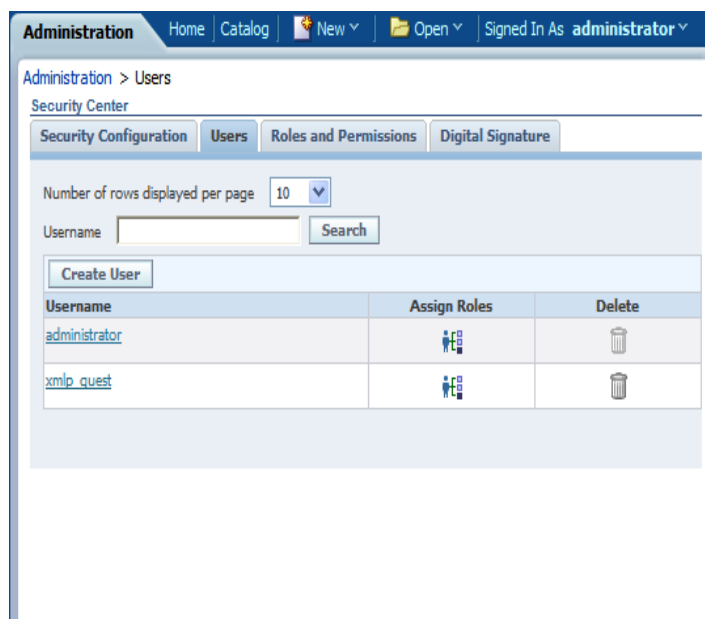 Administration Home Catalog New Open Signed In As administrator
Administration > Users
Security Center
Security Configuration Users Roles and Permissions Digital Signature
Number of rows displayed per page 10
Username Search
Create User
Username Assign Roles Delete
administrator
xmlp_guest